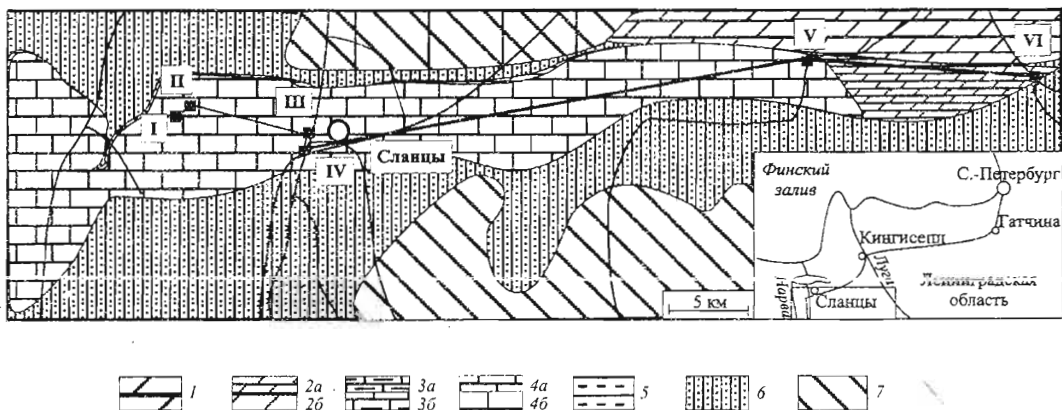 V
VI
II
III
I
Сланцы
IV
Финский
залив
С.-Петербург
Гатчина
Кингисепп
Луга
Ленинградская
область
Сланцы
5 км
1
2а
2б
3а
3б
4а
4б
5
6
7